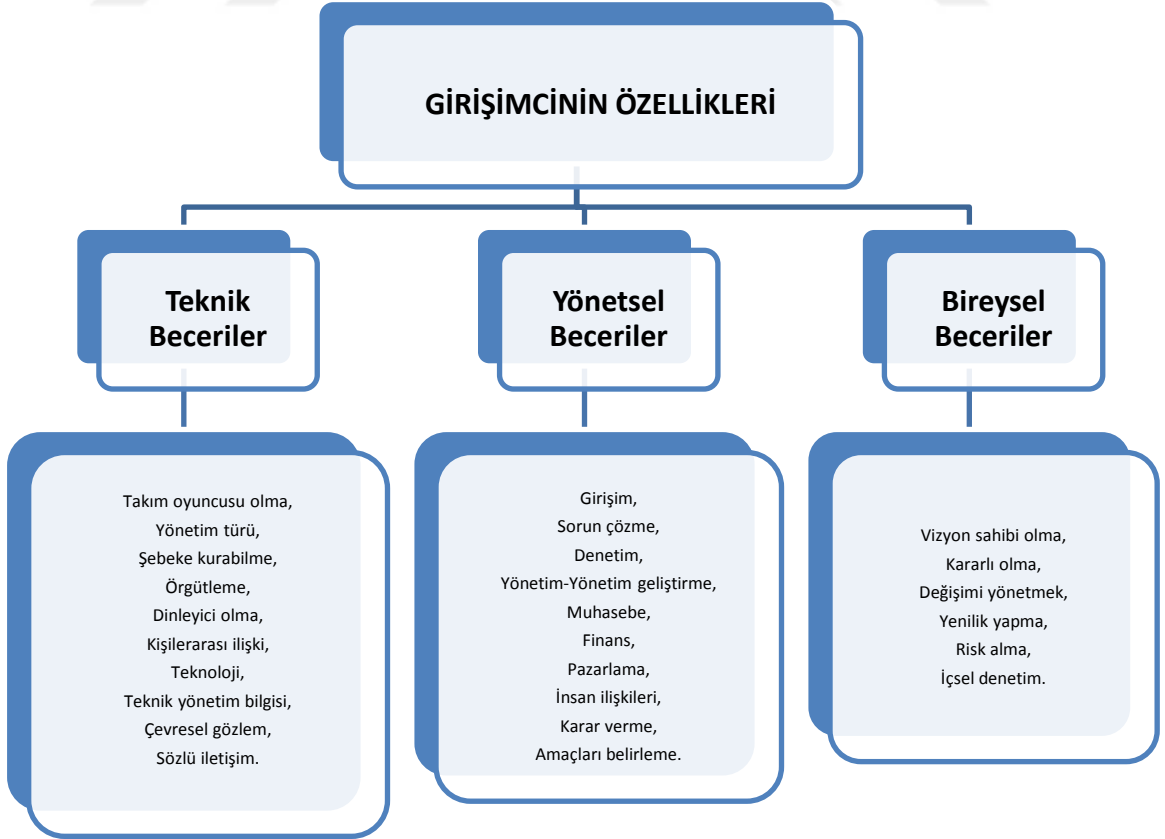 GİRİŞİMCİNİN ÖZELLİKLERİ
Teknik
Beceriler
Takım oyuncusu olma,
Yönetim türü,
Şebeke kurabilme,
Örgütleme,
Dinleyici olma,
Kişilerarası ilişki,
Teknoloji,
Teknik yönetim bilgisi,
Çevresel gözlem,
Sözlü iletişim.
Yönetsel
Beceriler
Girişim,
Sorun çözme,
Denetim,
Yönetim-Yönetim geliştirme,
Muhasebe,
Finans,
Pazarlama,
İnsan ilişkileri,
Karar verme,
Amaçları belirleme.
Bireysel
Beceriler
Vizyon sahibi olma,
Kararlı olma,
Değişimi yönetmek,
Yenilik yapma,
Risk alma,
İçsel denetim.